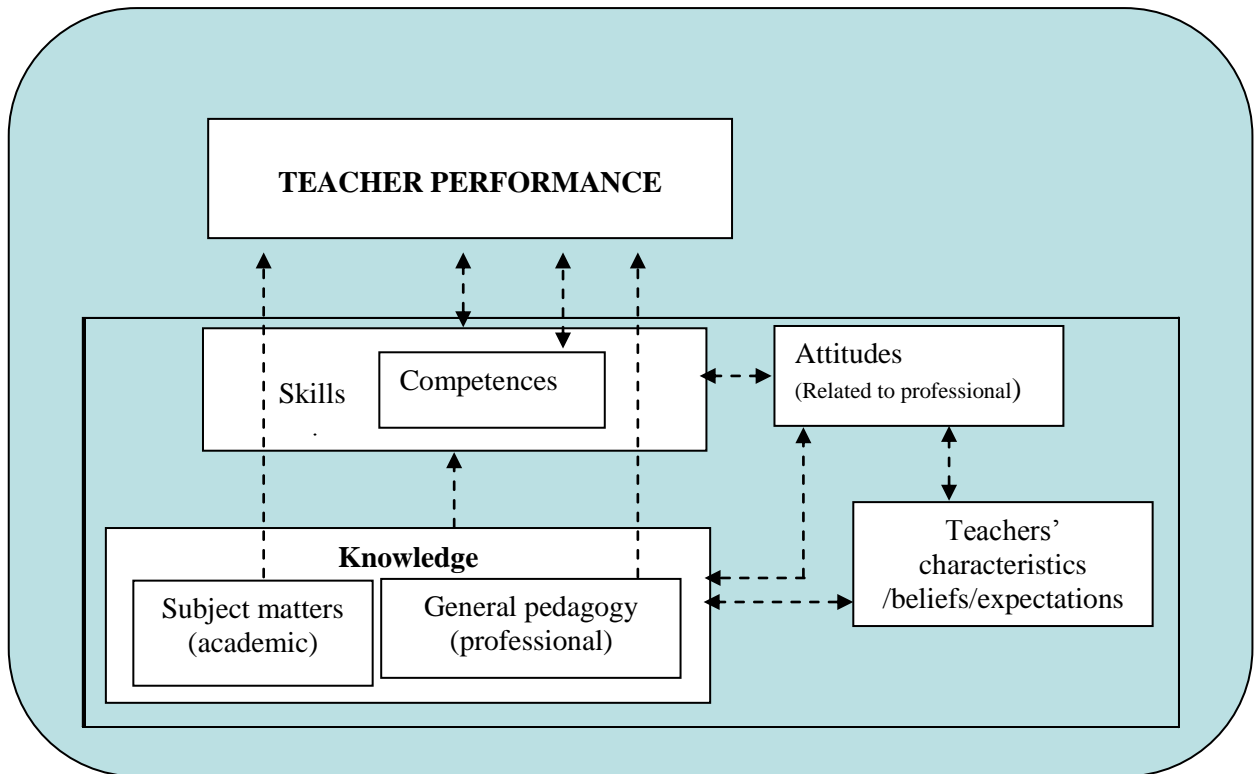 TEACHER PERFORMANCE
Skills
.
Competences
Attitudes
(Related to professional)
Knowledge
Subject matters
(academic)
General pedagogy
(professional)
Teachers’
characteristics
/beliefs/expectations